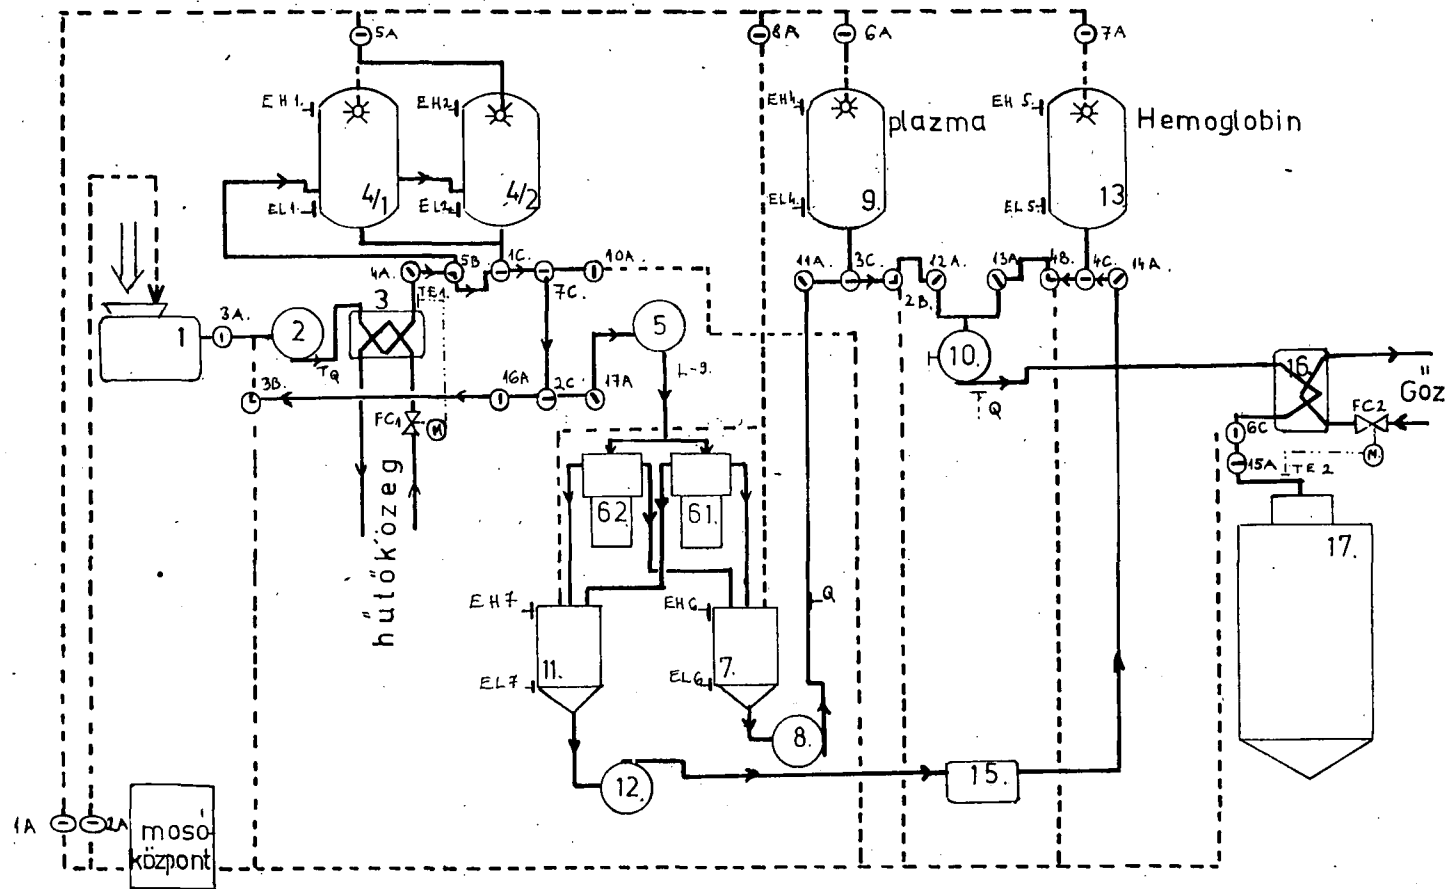 5A
8A
6A
7A
EH1.
EH2
EH4
EH 5.
plazma
Hemoglobin
4/1
4/2
9.
13
EL1.
EL2
EL4
EL5
4A.
5B
1C
10A.
11A
3C.
12A.
13A
4B.
4C
14A.
7C.
2B.
TE1.
3
3A.
1
2
5
10.
TQ
L-9.
TQ
16.
Gőz
3B.
16A
2C
17A
FC1
M
FC2
6C
15A
TE2
M.
hűtőközeg
62
61.
17.
EH7
EH6
Q
11.
7.
EL7
EL6
8.
12.
15.
1A
2A
mosó-
központ